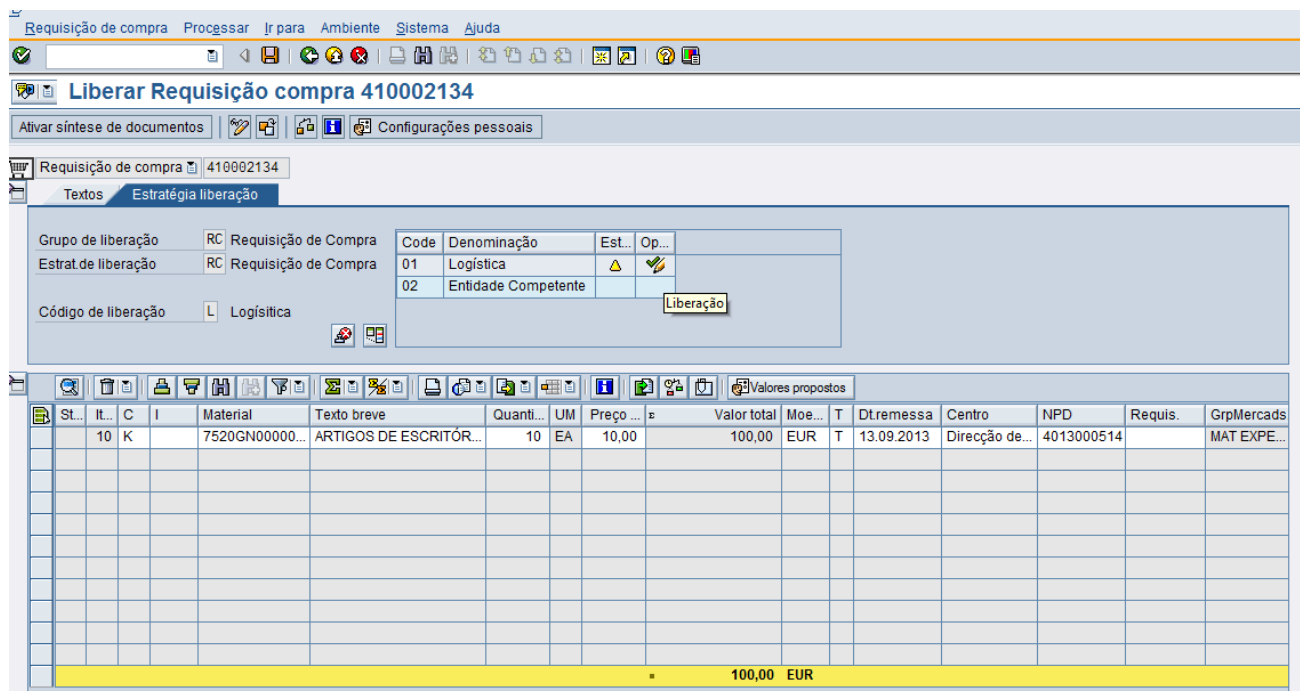 Requisição de compra Processar Ir para Ambiente Sistema Ajuda
Liberar Requisição compra 410002134
Ativar síntese de documentos Configurações pessoais
Requisição de compra 410002134
Textos Estratégia liberação
Grupo de liberação RC Requisição de Compra Code Denominação Est... Op...
Estrat.de liberação RC Requisição de Compra 01 Logística
02 Entidade Competente
Liberação
Código de liberação L Logísitica
Valores propostos
St... It... C I Material Texto breve Quanti... UM Preço ... Valor total Moe... T Dt.remessa Centro NPD Requis. GrpMercads
10 K 7520GN00000... ARTIGOS DE ESCRITÓR... 10 EA 10,00 100,00 EUR T 13.09.2013 Direcção de... 4013000514 MAT EXPE...
100,00 EUR